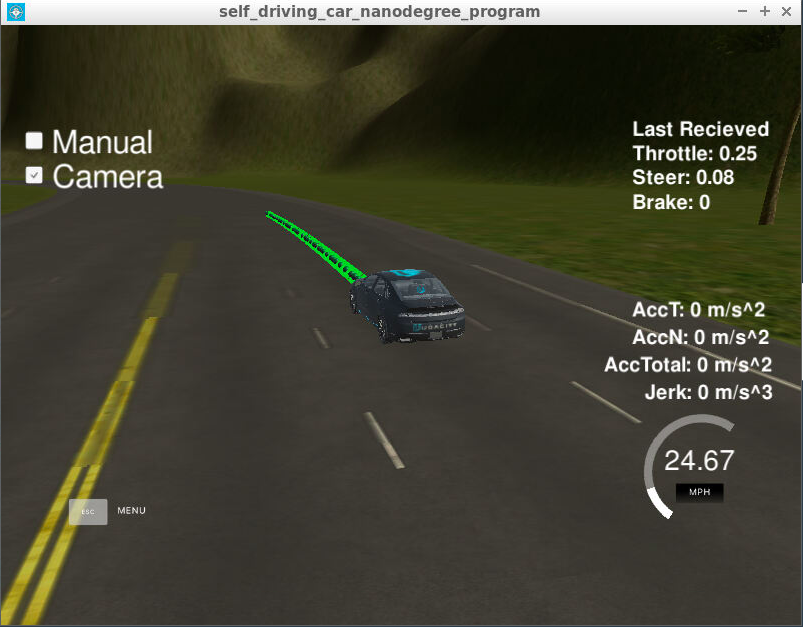 self_driving_car_nanodegree_program
Manual
Camera
Last Recieved
Throttle: 0.25
Steer: 0.08
Brake: 0
AccT: 0 m/s^2
AccN: 0 m/s^2
AccTotal: 0 m/s^2
Jerk: 0 m/s^3
24.67
MPH
ESC MENU
UDACITY